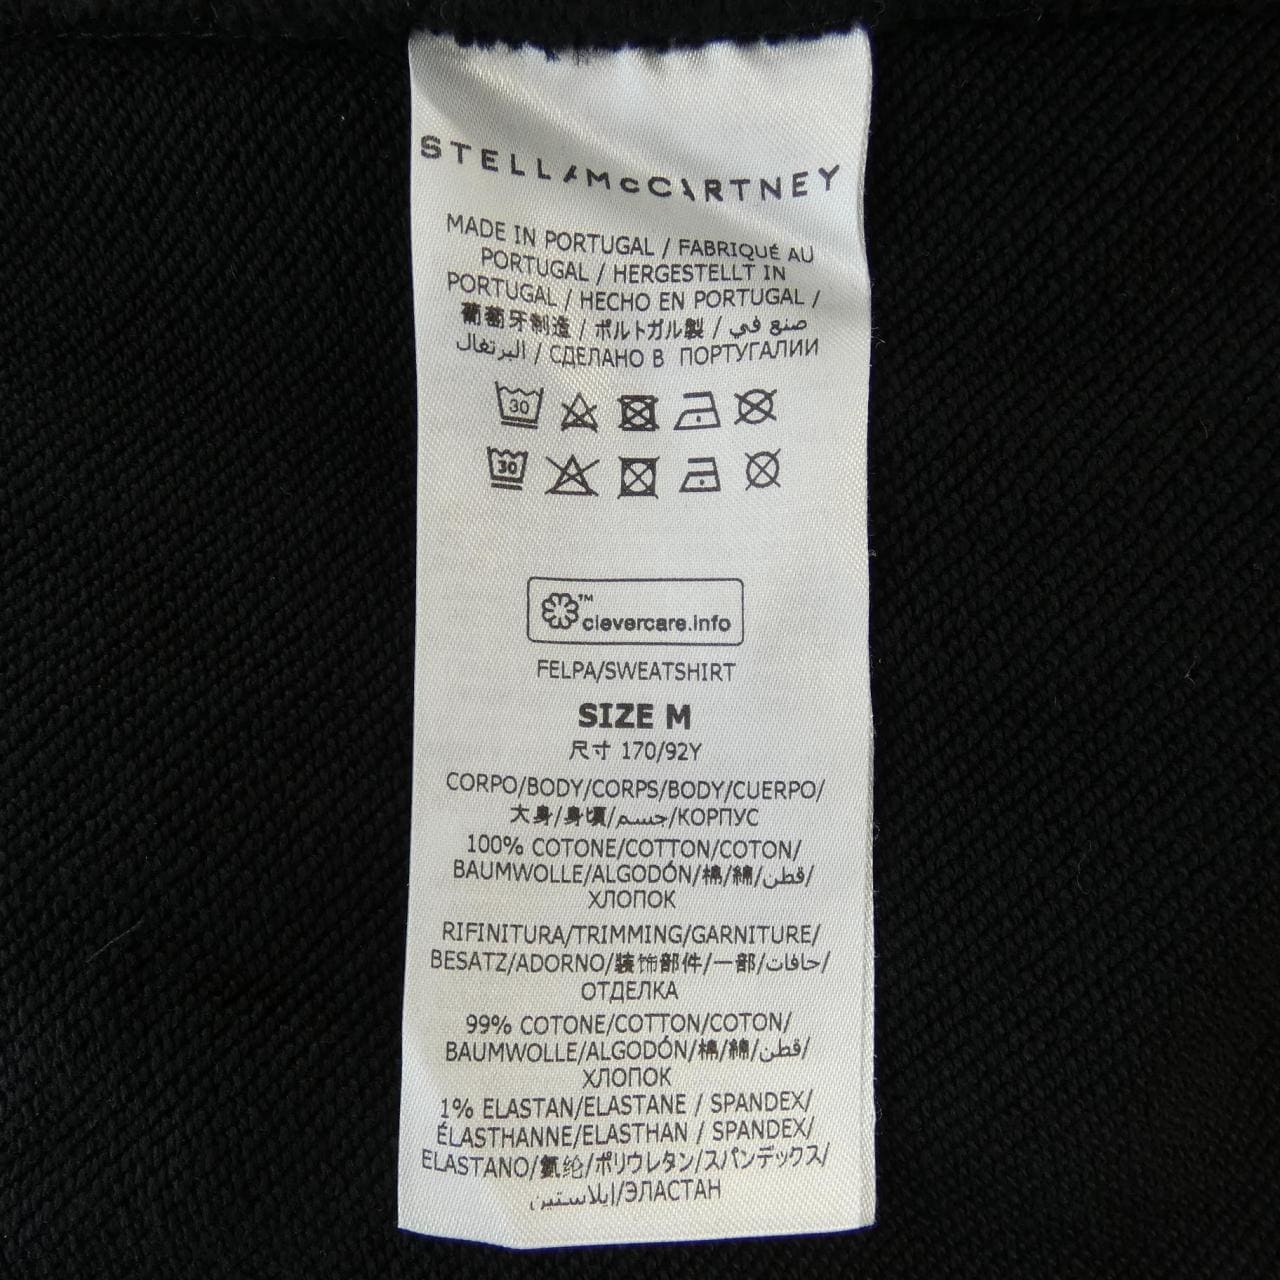 STELLAMcCARTNEY
MADE IN PORTUGAL / FABRIQUÉ AU
PORTUGAL / HERGESTELLT IN
PORTUGAL / HECHO EN PORTUGAL /
葡萄牙制造 / ポルトガル製 / صنع في
البرتغال / СДЕЛАНО В ПОРТУГАЛИИ
30
30
™
clevercare.info
FELPA/SWEATSHIRT
SIZE M
尺寸 170/92Y
CORPO/BODY/CORPS/BODY/CUERPO/
大身/身頃/جسم/КОРПУС
100% COTONE/COTTON/COTON/
BAUMWOLLE/ALGODÓN/棉/綿/قطن/
ХЛОПОК
RIFINITURA/TRIMMING/GARNITURE/
BESATZ/ADORNO/装饰部件/一部/حافات/
ОТДЕЛКА
99% COTONE/COTTON/COTON/
BAUMWOLLE/ALGODÓN/棉/綿/قطن/
ХЛОПОК
1% ELASTAN/ELASTANE / SPANDEX/
ÉLASTHANNE/ELASTHAN / SPANDEX/
ELASTANO/氨纶/ポリウレタン/スパンデックス/
إيلاستين/ЭЛАСТАН